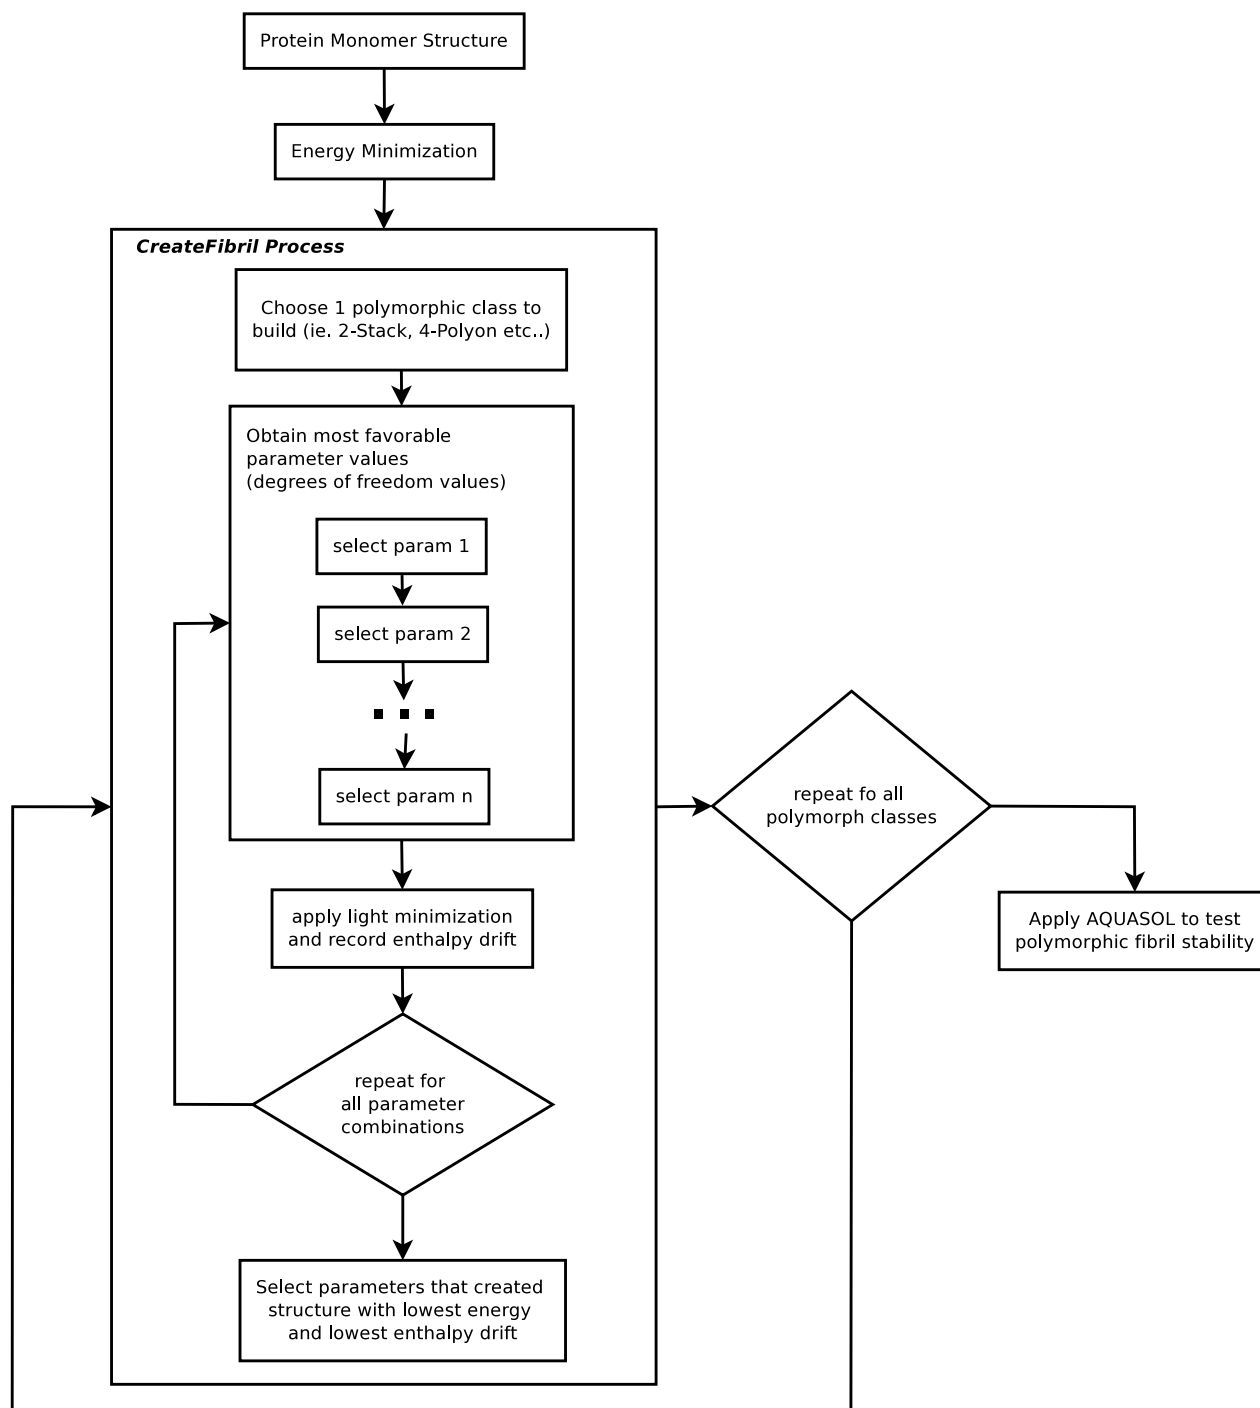 Protein Monomer Structure
Energy Minimization
CreateFibril Process
Choose 1 polymorphic class to
build (ie. 2-Stack, 4-Polyon etc..)
Obtain most favorable
parameter values
(degrees of freedom values)
select param 1
select param 2
select param n
apply light minimization
and record enthalpy drift
repeat for
all parameter
combinations
Select parameters that created
structure with lowest energy
and lowest enthalpy drift
repeat fo all
polymorph classes
Apply AQUASOL to test
polymorphic fibril stability